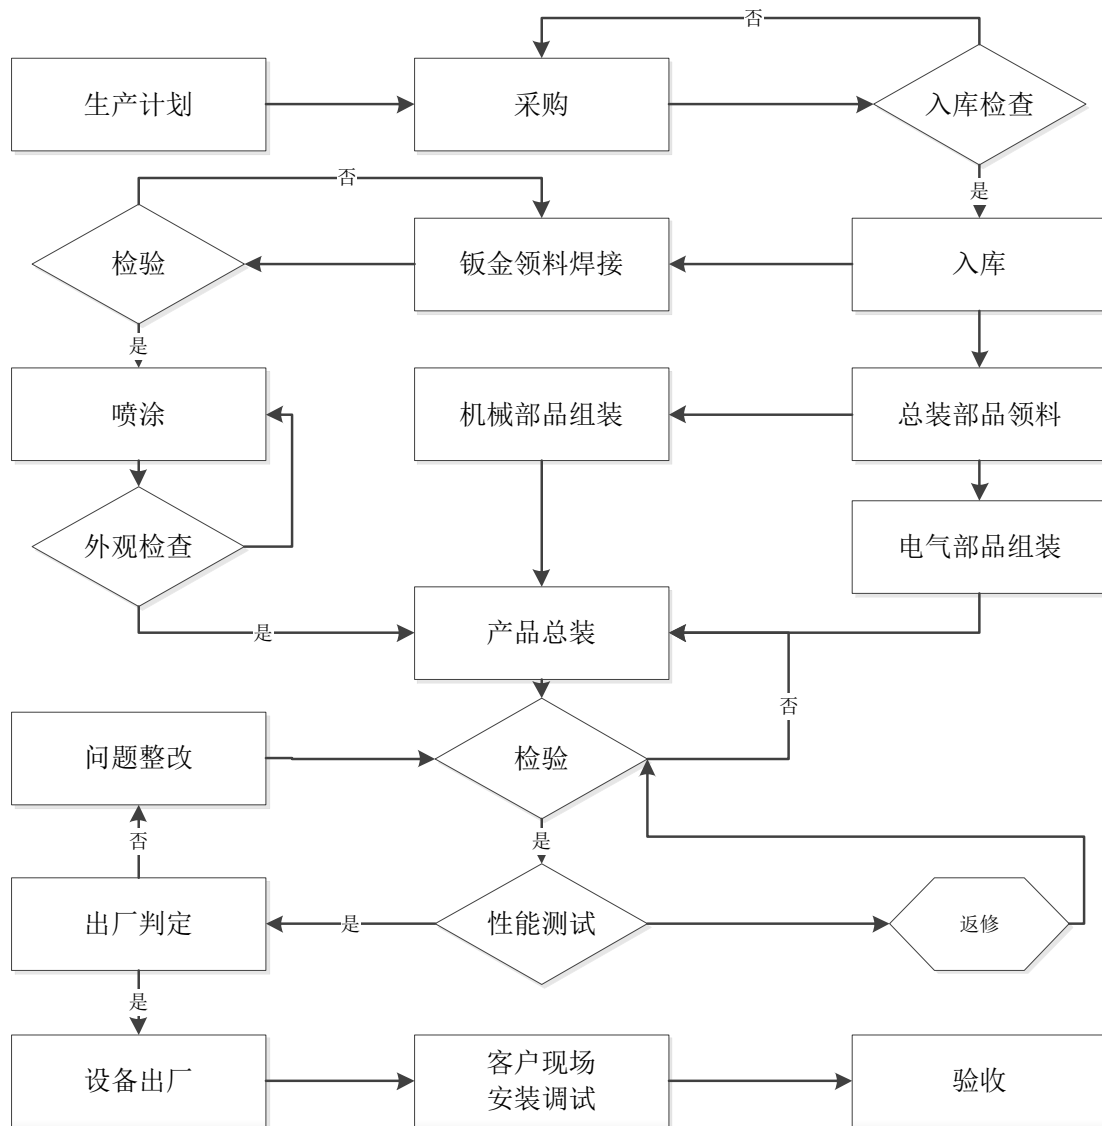 否
生产计划
采购
入库检查
是
否
检验
钣金领料焊接
入库
是
喷涂
机械部品组装
总装部品领料
外观检查
电气部品组装
是
产品总装
否
问题整改
检验
否
是
出厂判定
是
性能测试
返修
是
设备出厂
客户现场
安装调试
验收